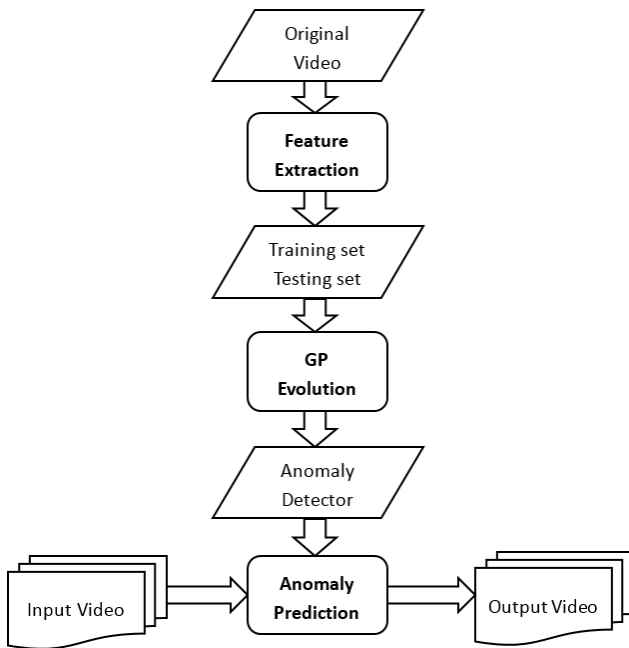 Original
Video
Feature
Extraction
Training set
Testing set
GP
Evolution
Anomaly
Detector
Input Video
Anomaly
Prediction
Output Video